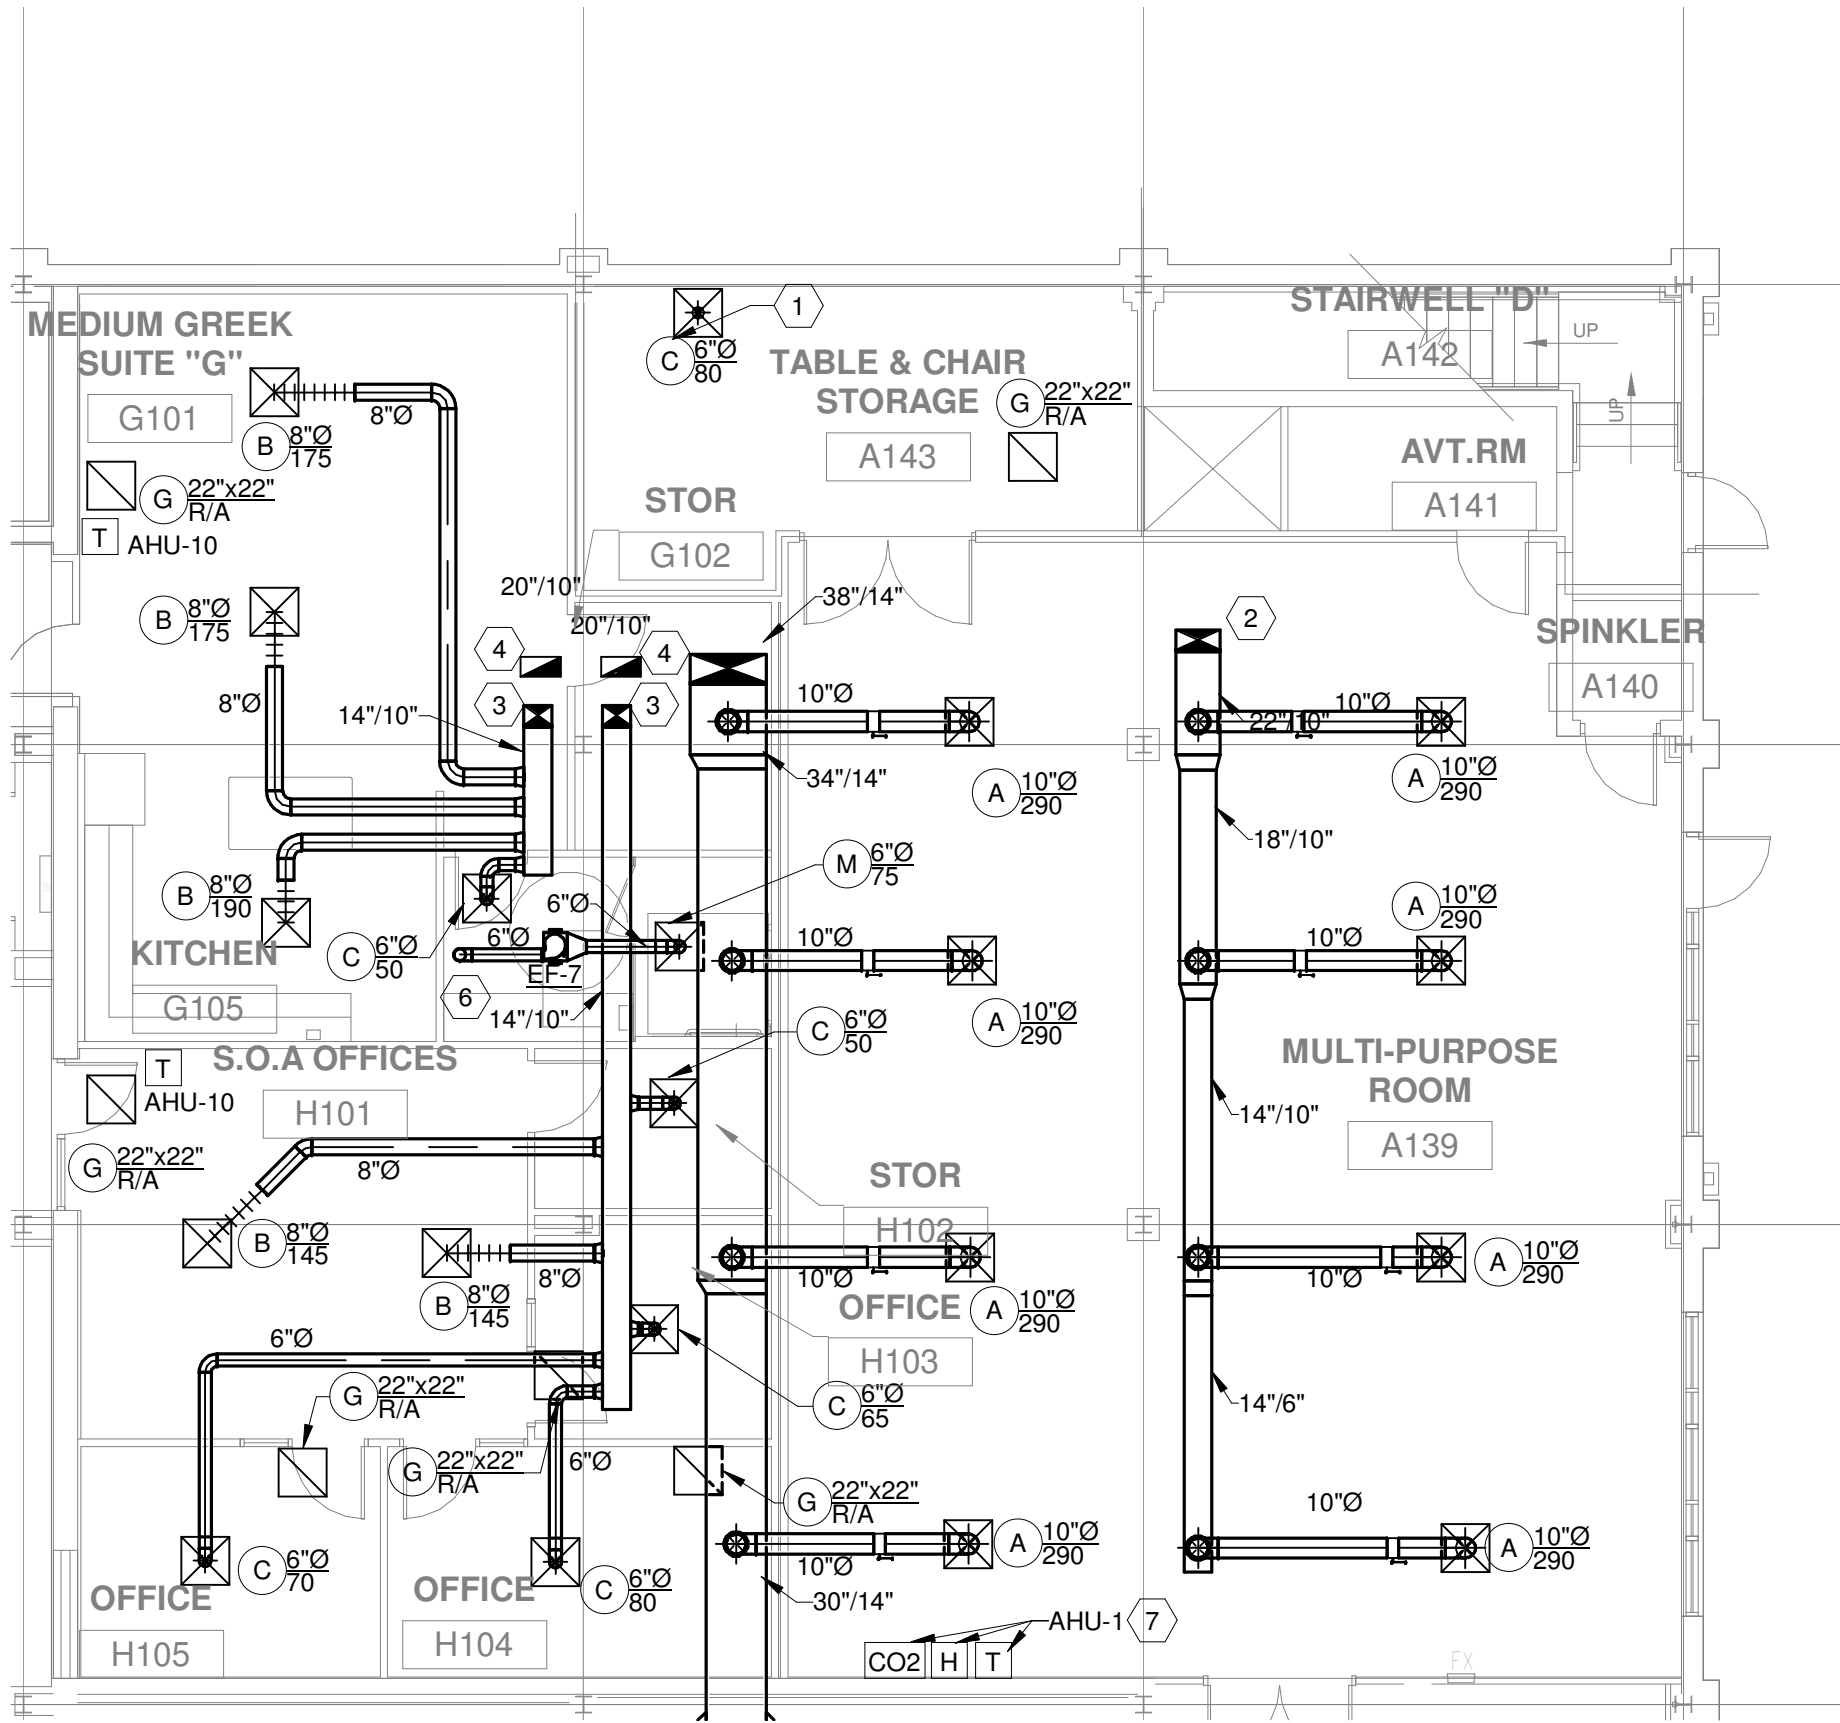 MEDIUM GREEK
SUITE "G"
G101
8"Ø
B
8"Ø
175
G
22"x22"
R/A
T
AHU-10
1
C
6"Ø
80
TABLE & CHAIR
STORAGE
A143
G
22"x22"
R/A
STAIRWELL "D"
A142
UP
UP
AVT.RM
A141
STOR
G102
20"/10"
20"/10"
38"/14"
2
SPINKLER
A140
B
8"Ø
175
4
4
3
3
8"Ø
14"/10"
10"Ø
22"/10"
10"Ø
34"/14"
A
10"Ø
290
A
10"Ø
290
18"/10"
M
6"Ø
75
B
8"Ø
190
6"Ø
6"Ø
EF-7
C
6"Ø
50
KITCHEN
G105
6
14"/10"
10"Ø
A
10"Ø
290
10"Ø
A
10"Ø
290
C
6"Ø
50
S.O.A OFFICES
H101
T
AHU-10
G
22"x22"
R/A
8"Ø
MULTI-PURPOSE
ROOM
A139
14"/10"
STOR
H102
B
8"Ø
145
8"Ø
B
8"Ø
145
10"Ø
OFFICE
H103
A
10"Ø
290
10"Ø
A
10"Ø
290
6"Ø
G
22"x22"
R/A
C
6"Ø
65
14"/6"
G
22"x22"
R/A
6"Ø
G
22"x22"
R/A
10"Ø
A
10"Ø
290
10"Ø
A
10"Ø
290
C
6"Ø
70
C
6"Ø
80
30"/14"
OFFICE
H105
OFFICE
H104
AHU-1
7
CO2
H
T
FX